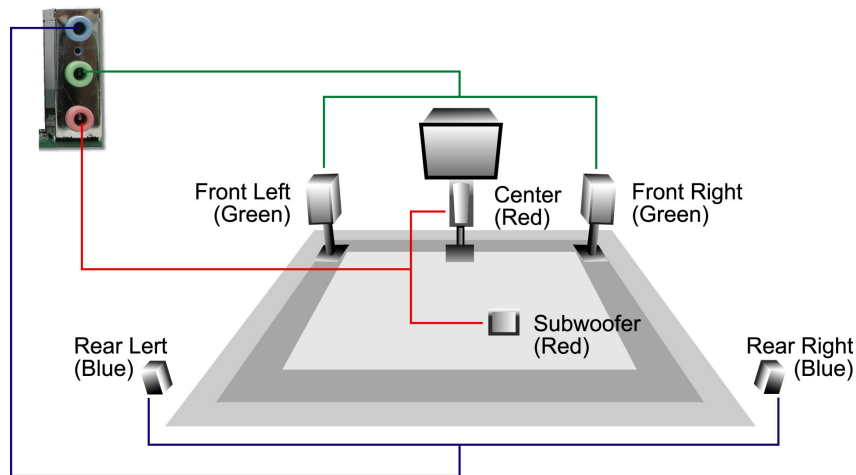 Front Left
(Green)
Center
(Red)
Front Right
(Green)
Subwoofer
(Red)
Rear Lert
(Blue)
Rear Right
(Blue)